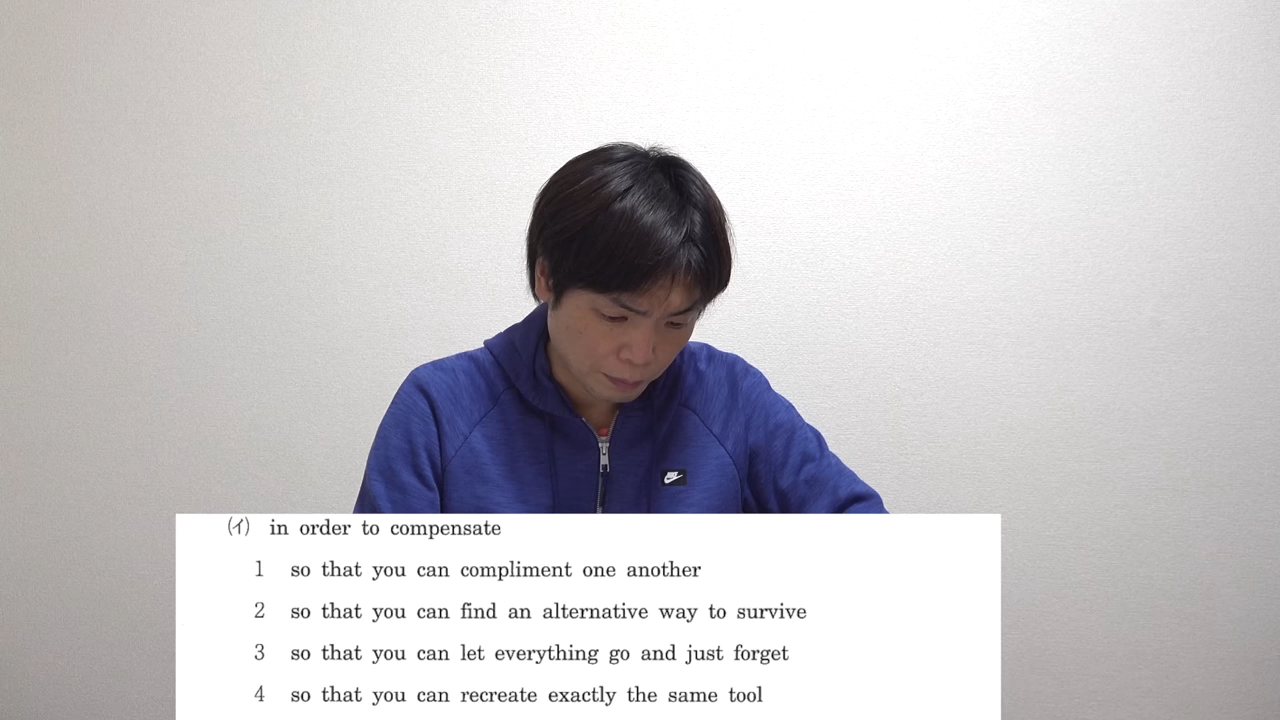 (イ) in order to compensate
1 so that you can compliment one another
2 so that you can find an alternative way to survive
3 so that you can let everything go and just forget
4 so that you can recreate exactly the same tool